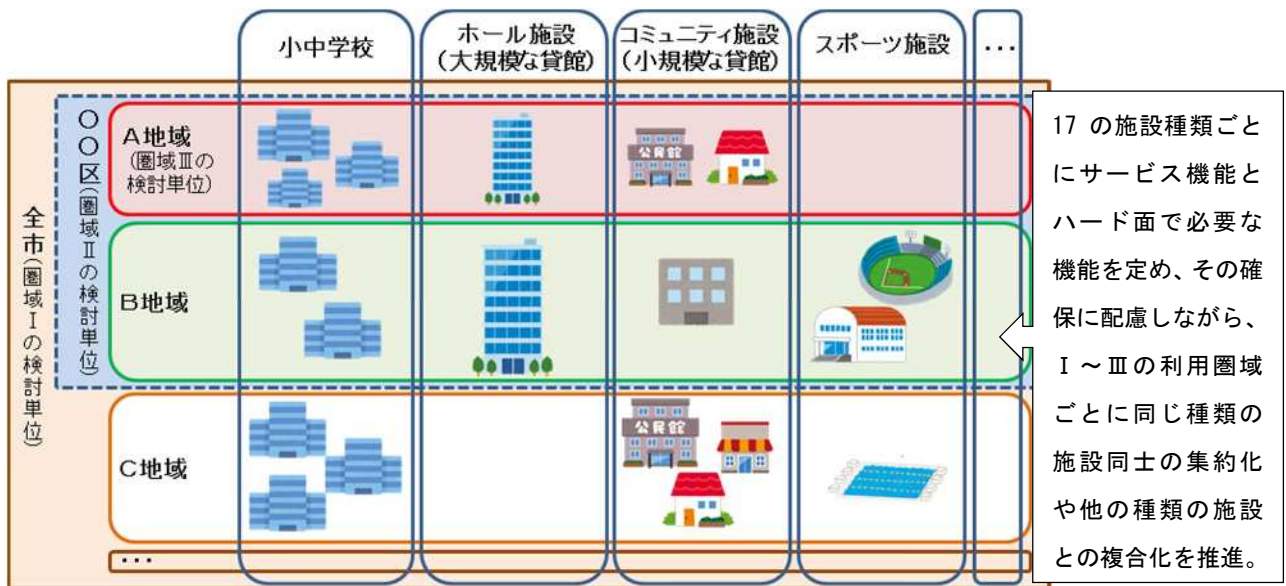 小中学校
ホール施設
(大規模な貸館)
コミュニティ施設
(小規模な貸館)
スポーツ施設
...
全市(圏域Ⅰの検討単位)
〇〇区(圏域Ⅱの検討単位)
A地域
(圏域Ⅲの
検討単位)
公民館
B地域
C地域
公民館
...
17 の施設種類ごと
にサービス機能と
ハード面で必要な
機能を定め、その確
保に配慮しながら、
Ⅰ～Ⅲの利用圏域
ごとに同じ種類の
施設同士の集約化
や他の種類の施設
との複合化を推進。